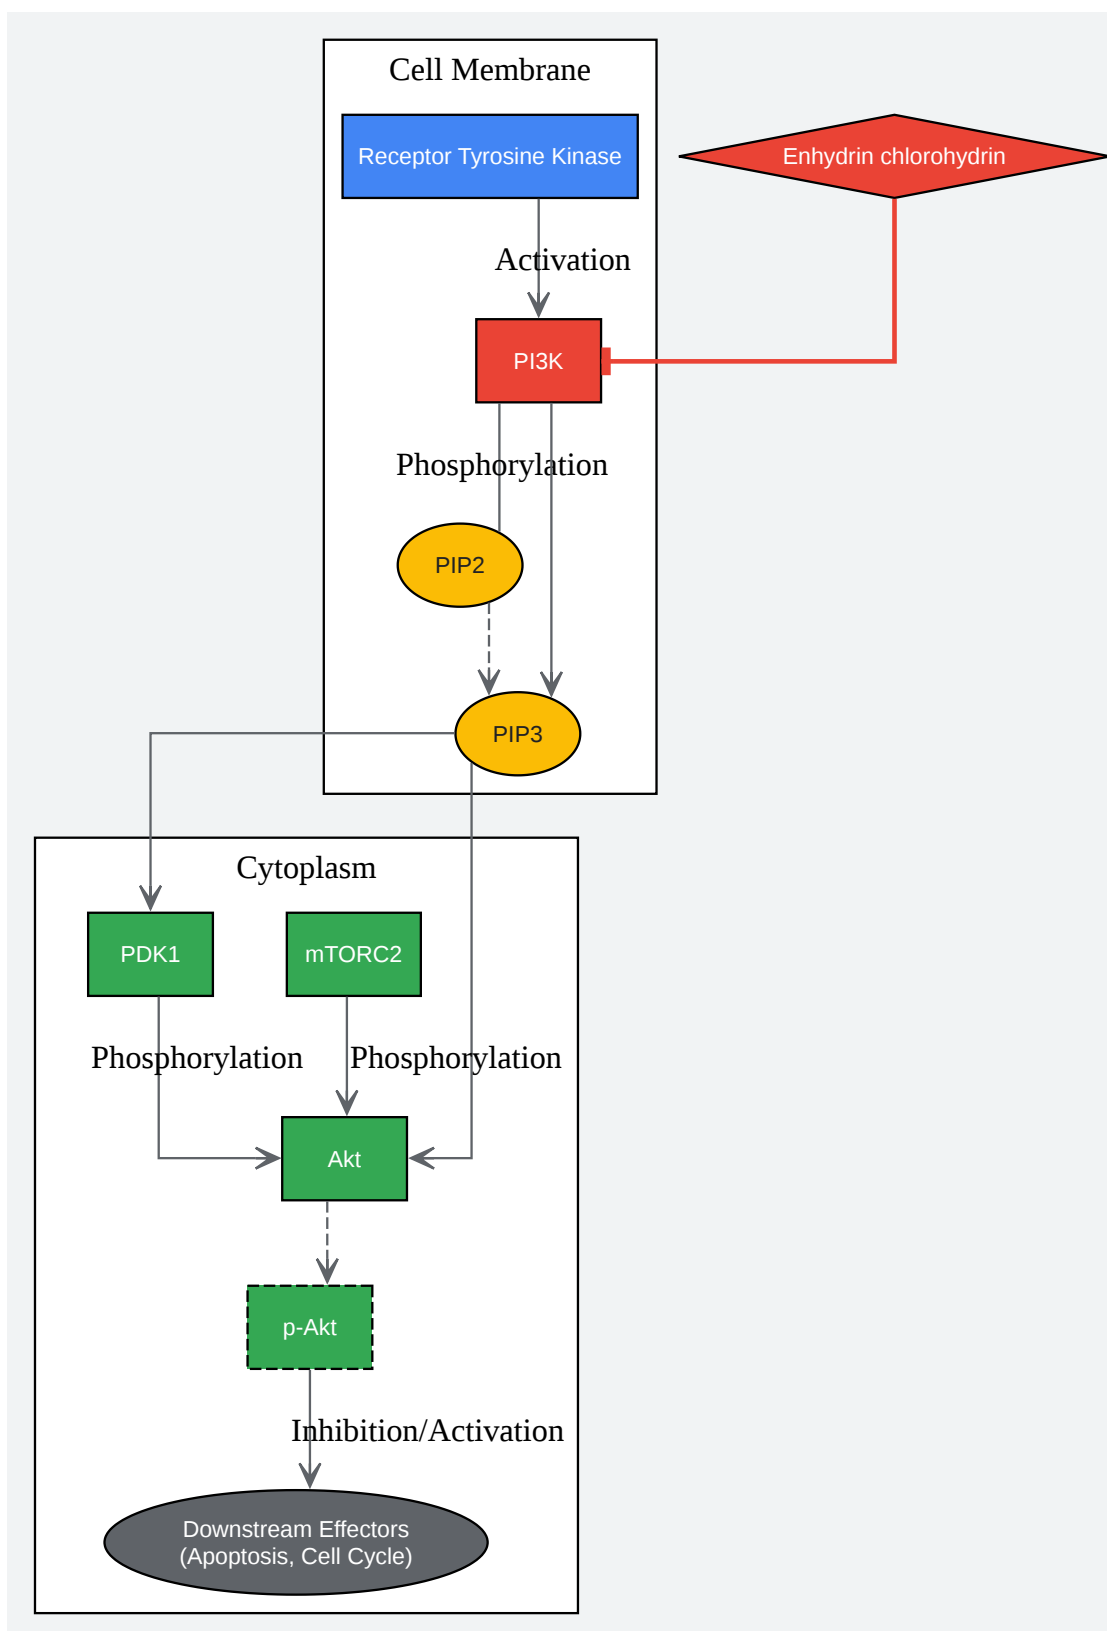 Cell Membrane
Receptor Tyrosine Kinase
Enhydrin chlorohydrin
Activation
PI3K
Phosphorylation
PIP2
PIP3
Cytoplasm
PDK1
mTORC2
Phosphorylation
Phosphorylation
Akt
p-Akt
Inhibition/Activation
Downstream Effectors
(Apoptosis, Cell Cycle)